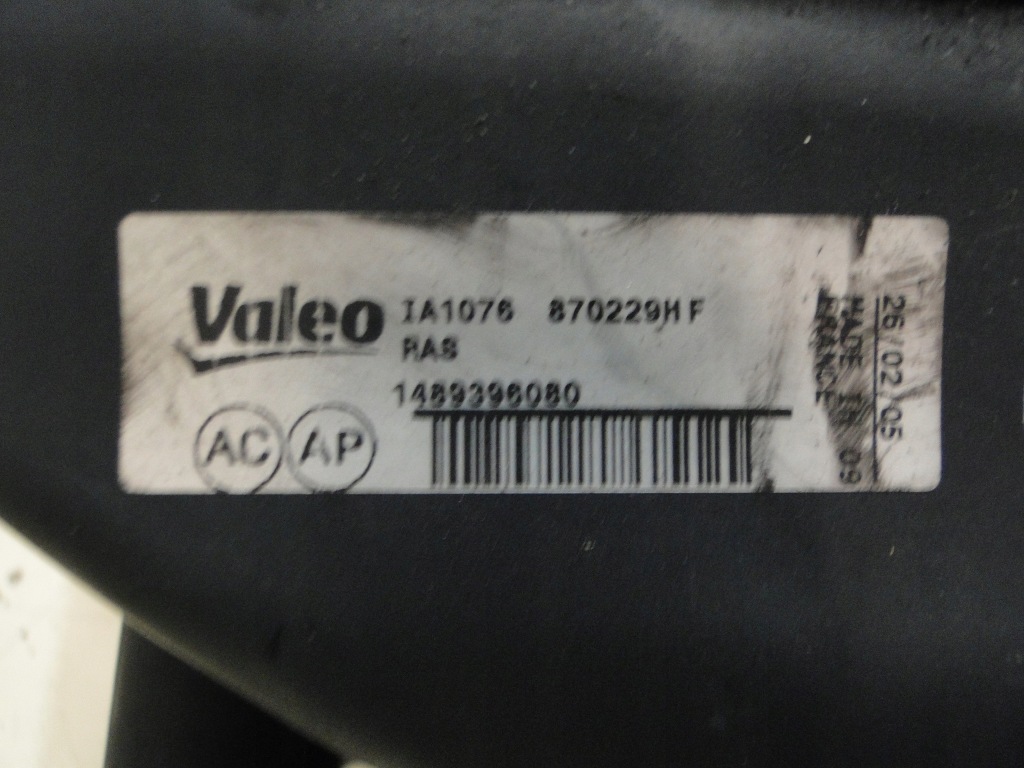 Valeo
IA1076 870229HF
RAS
1489396080
AC AP
26/02/05
MADE IN 09
FRANCE